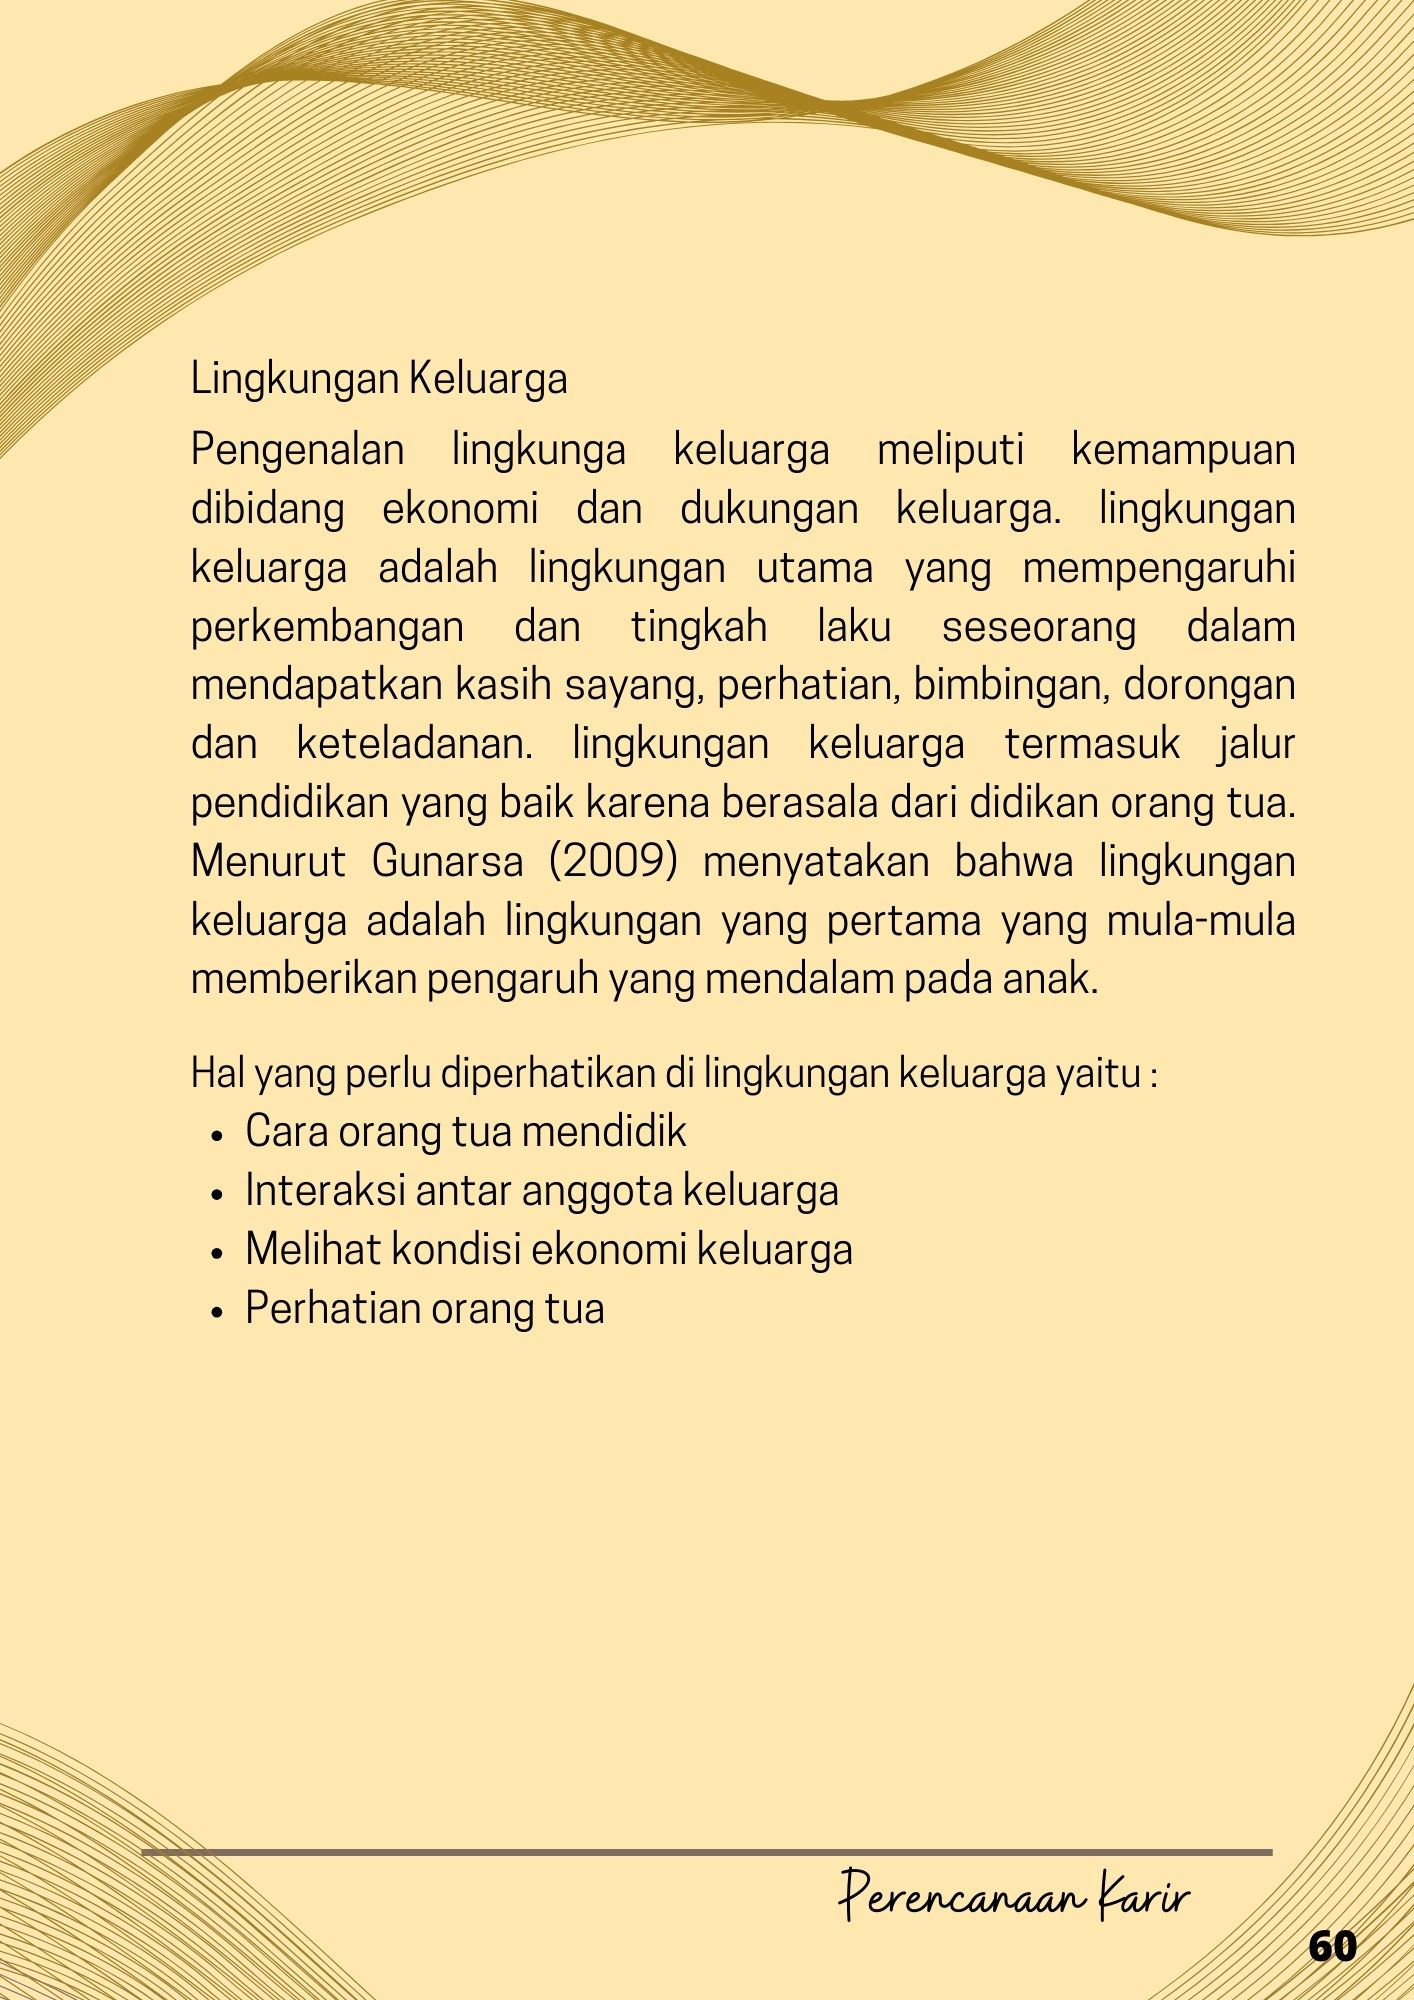 Lingkungan Keluarga
Pengenalan lingkunga keluarga meliputi kemampuan
dibidang ekonomi dan dukungan keluarga. lingkungan
keluarga adalah lingkungan utama yang mempengaruhi
perkembangan dan tingkah laku seseorang dalam
mendapatkan kasih sayang, perhatian, bimbingan, dorongan
dan keteladanan. lingkungan keluarga termasuk jalur
pendidikan yang baik karena berasala dari didikan orang tua.
Menurut Gunarsa (2009) menyatakan bahwa lingkungan
keluarga adalah lingkungan yang pertama yang mula-mula
memberikan pengaruh yang mendalam pada anak.
Hal yang perlu diperhatikan di lingkungan keluarga yaitu :
• Cara orang tua mendidik
• Interaksi antar anggota keluarga
• Melihat kondisi ekonomi keluarga
• Perhatian orang tua
Perencanaan Karir
60